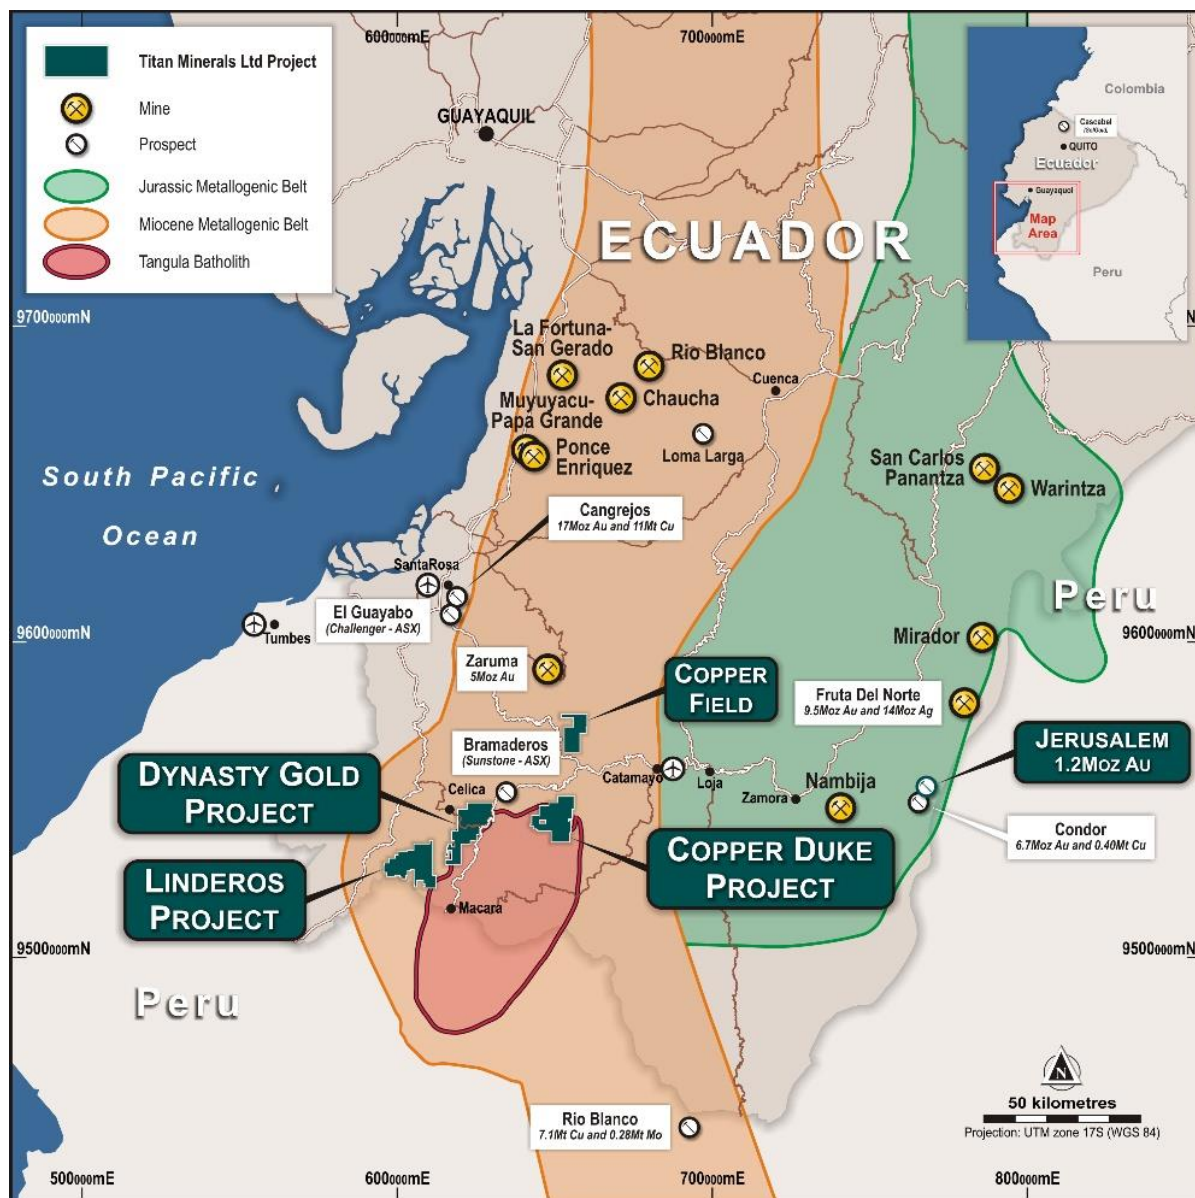 600000mE
700000mE
Titan Minerals Ltd Project
Mine
Prospect
Jurassic Metallogenic Belt
Miocene Metallogenic Belt
Tangula Batholith
GUAYAQUIL
ECUADOR
Colombia
Cascabel
QUITO
Ecuador
Guayaquol
Map
Area
Peru
9700000mN
N
La Fortuna-
San Gerado
Rio Blanco
Cuenca
Muyuyacu-
Papa Grande
Chaucha
Ponce
Enriquez
Loma Larga
San Carlos
Panantza
Warintza
South Pacific
Ocean
Cangrejos
17Moz Au and 11Mt Cu
SantaRosa
El Guayabo
(Challenger - ASX)
Tumbes
Peru
9600000mN
9600000mN
Mirador
Zaruma
5Moz Au
COPPER
FIELD
Fruta Del Norte
9.5Moz Au and 14Moz Ag
JERUSALEM
1.2MOZ AU
Bramaderos
(Sunstone - ASX)
DYNASTY GOLD
PROJECT
Celica
Catamayo
Loja
Zamora
Nambija
Condor
6.7Moz Au and 0.40Mt Cu
COPPER DUKE
PROJECT
LINDEROS
PROJECT
Macara
9500000mN
9500000mN
Peru
N
50 kilometres
Projection: UTM zone 17S (WGS 84)
Rio Blanco
7.1Mt Cu and 0.28Mt Mo
500000mE
600000mE
700000mE
800000mE